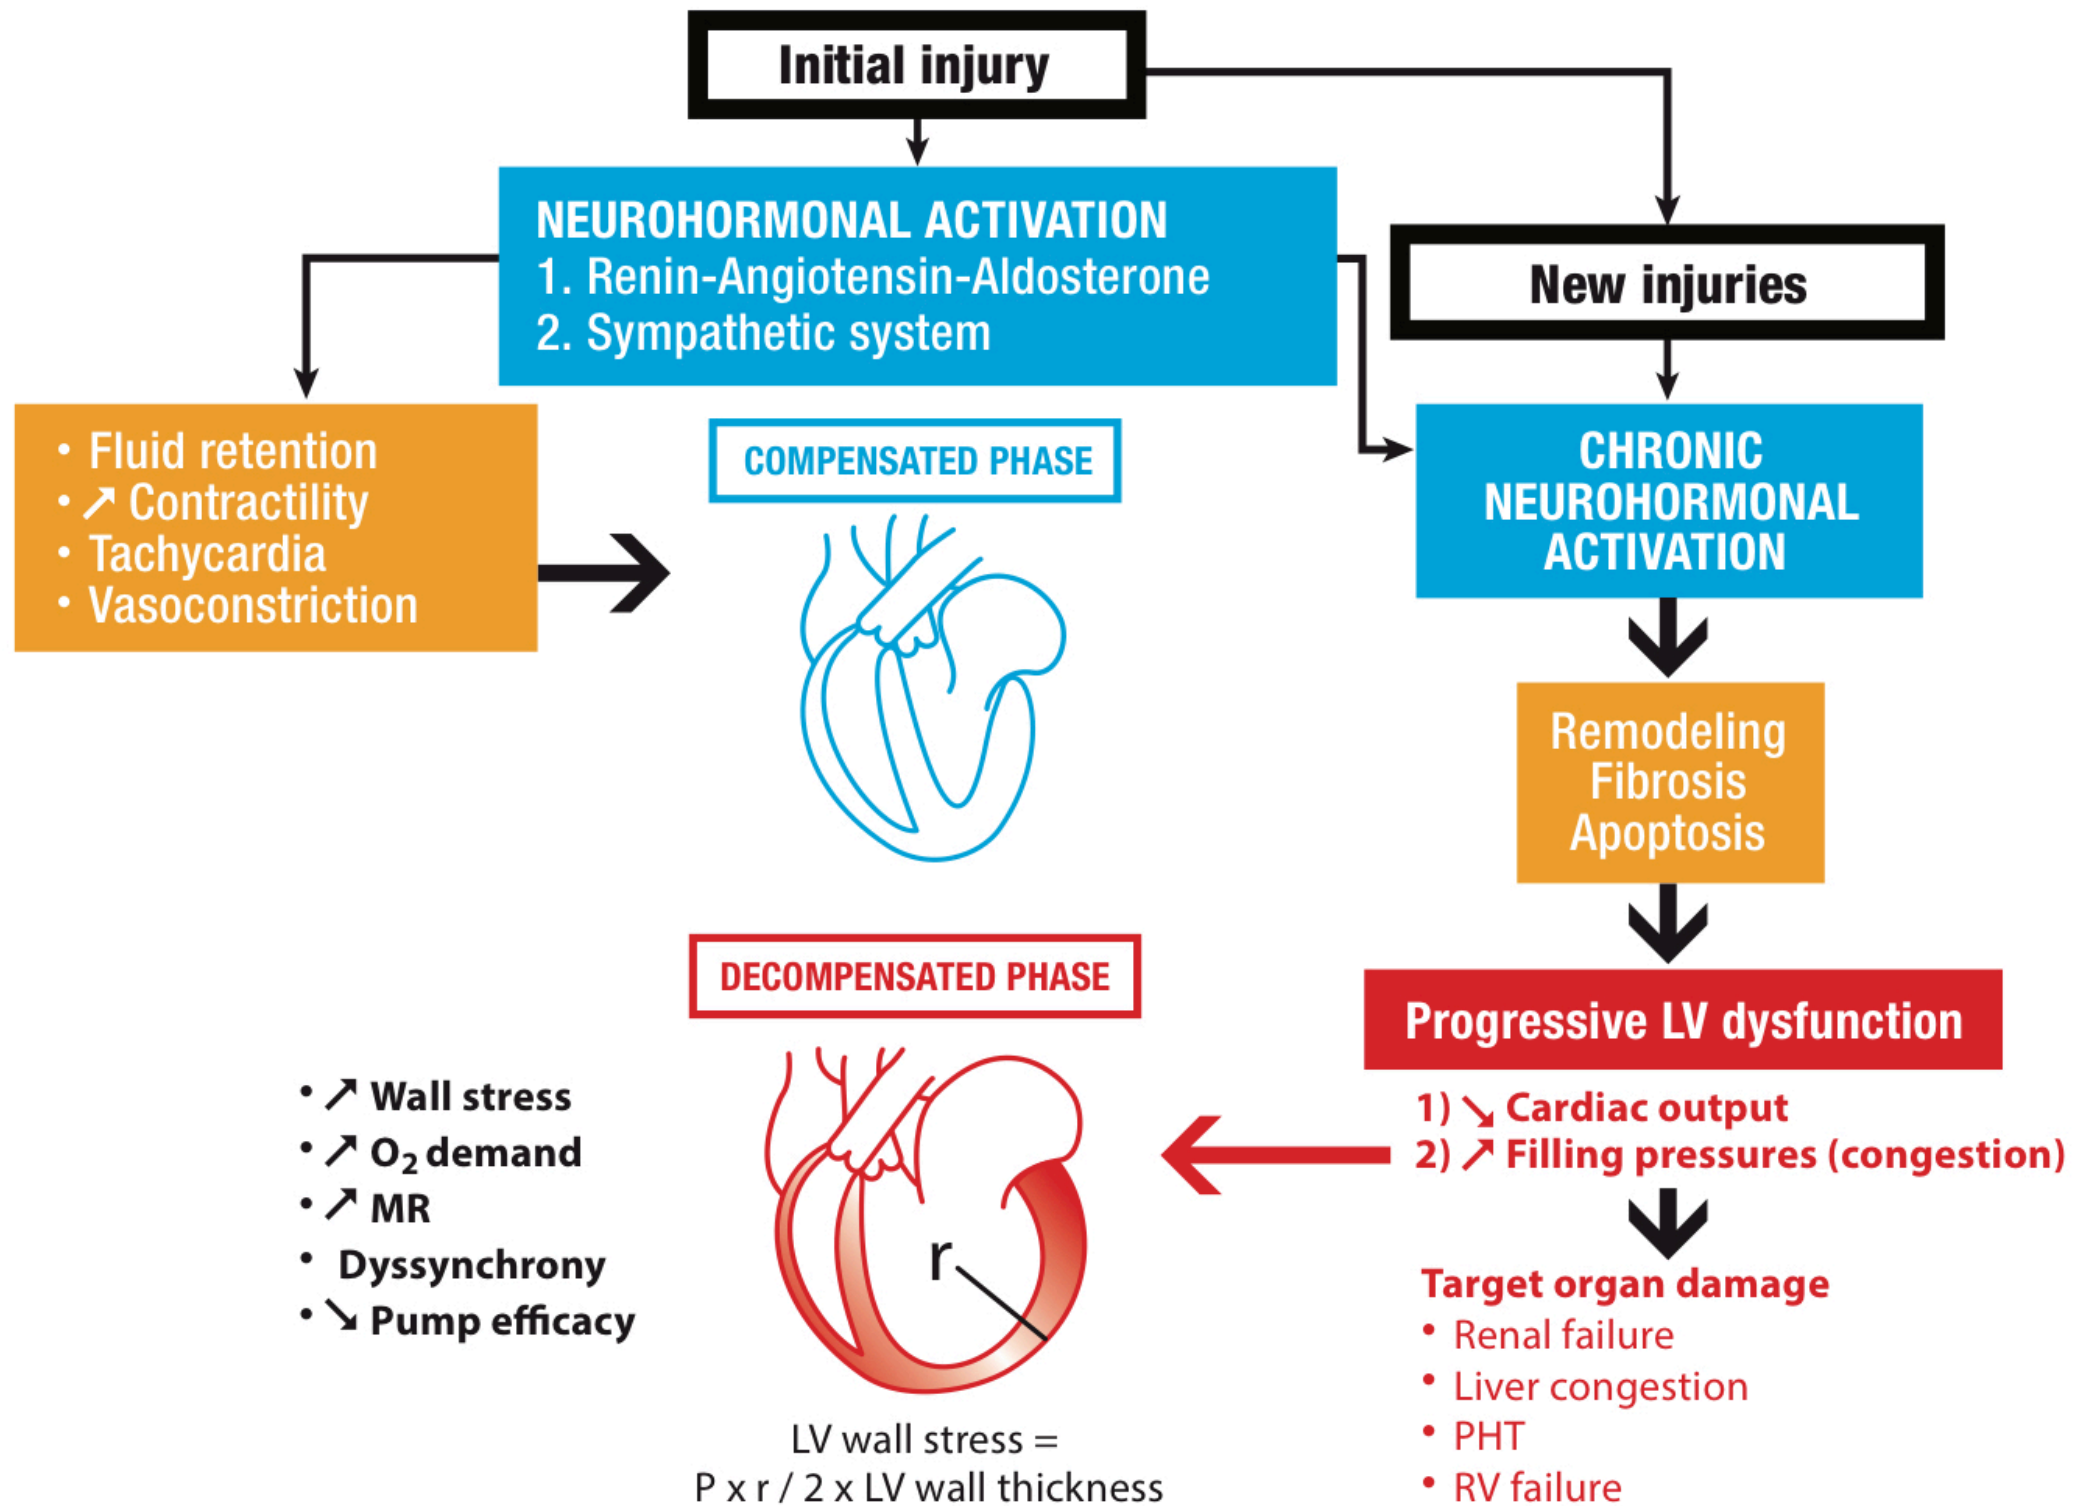 Initial injury
NEUROHORMONAL ACTIVATION
1. Renin-Angiotensin-Aldosterone
2. Sympathetic system
New injuries
• Fluid retention
• ↗ Contractility
• Tachycardia
• Vasoconstriction
COMPENSATED PHASE
CHRONIC
NEUROHORMONAL
ACTIVATION
Remodeling
Fibrosis
Apoptosis
DECOMPENSATED PHASE
Progressive LV dysfunction
1) ↘ Cardiac output
2) ↗ Filling pressures (congestion)
• ↗ Wall stress
• ↗ O₂ demand
• ↗ MR
• Dyssynchrony
• ↘ Pump efficacy
r
Target organ damage
• Renal failure
• Liver congestion
• PHT
• RV failure
LV wall stress =
P x r / 2 x LV wall thickness